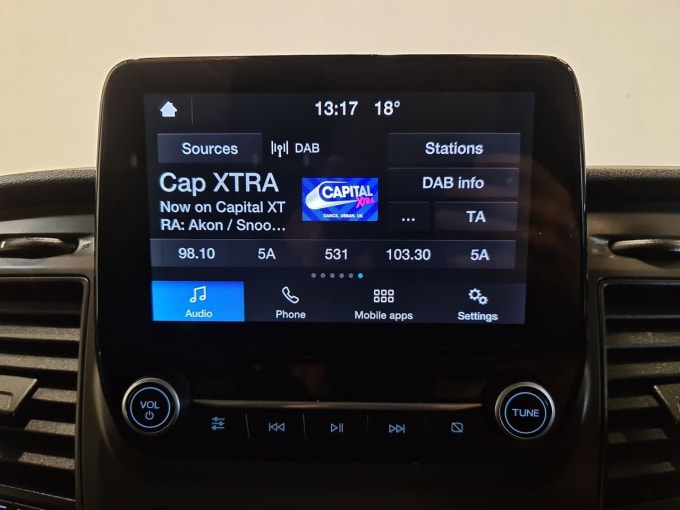 13:17 18°
Sources DAB Stations
Cap XTRA
Now on Capital XT
RA: Akon / Snoo...
CAPITAL
XTRA
DANCE. URBAN. UK
DAB info
... TA
98.10 5A 531 103.30 5A
Audio Phone Mobile apps Settings
VOL
TUNE